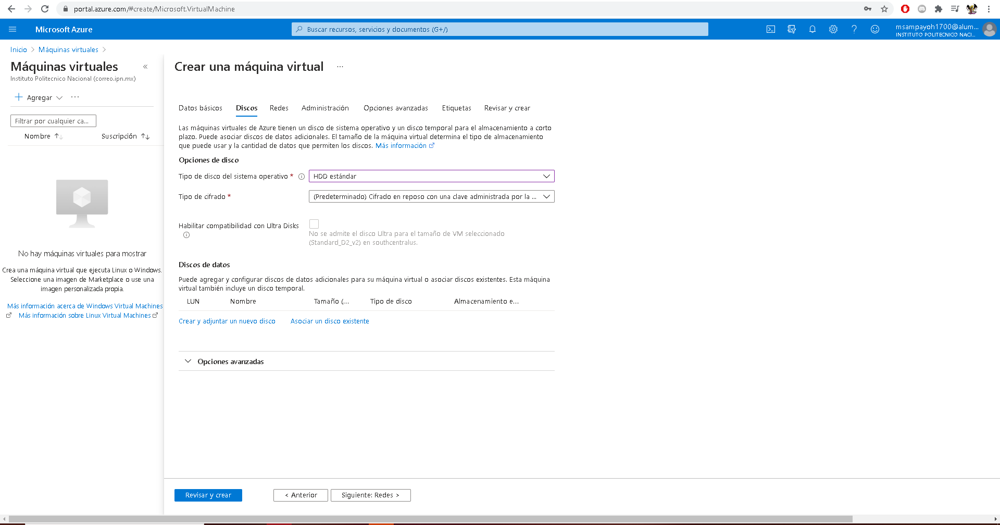 portal.azure.com/#create/Microsoft.VirtualMachine
Microsoft Azure
Buscar recursos, servicios y documentos (G+/)
msampayoh1700@alum...
INSTITUTO POLITECNICO NACI...
Inicio > Máquinas virtuales >
Máquinas virtuales
«
Instituto Politecnico Nacional (correo.ipn.mx)
Agregar
...
Filtrar por cualquier ca...
Nombre
Suscripción
No hay máquinas virtuales para mostrar
Crea una máquina virtual que ejecuta Linux o Windows.
Seleccione una imagen de Marketplace o use una
imagen personalizada propia.
Más información acerca de Windows Virtual Machines
Más información sobre Linux Virtual Machines
Crear una máquina virtual
...
Datos básicos
Discos
Redes
Administración
Opciones avanzadas
Etiquetas
Revisar y crear
Las máquinas virtuales de Azure tienen un disco de sistema operativo y un disco temporal para el almacenamiento a corto
plazo. Puede asociar discos de datos adicionales. El tamaño de la máquina virtual determina el tipo de almacenamiento
que puede usar y la cantidad de datos que permiten los discos. Más información
Opciones de disco
Tipo de disco del sistema operativo *
HDD estándar
Tipo de cifrado *
(Predeterminado) Cifrado en reposo con una clave administrada por la ...
Habilitar compatibilidad con Ultra Disks
No se admite el disco Ultra para el tamaño de VM seleccionado
(Standard_D2_v2) en southcentralus.
Discos de datos
Puede agregar y configurar discos de datos adicionales para su máquina virtual o asociar discos existentes. Esta máquina
virtual también incluye un disco temporal.
LUN
Nombre
Tamaño (...
Tipo de disco
Almacenamiento e...
Crear y adjuntar un nuevo disco
Asociar un disco existente
Opciones avanzadas
Revisar y crear
< Anterior
Siguiente: Redes >